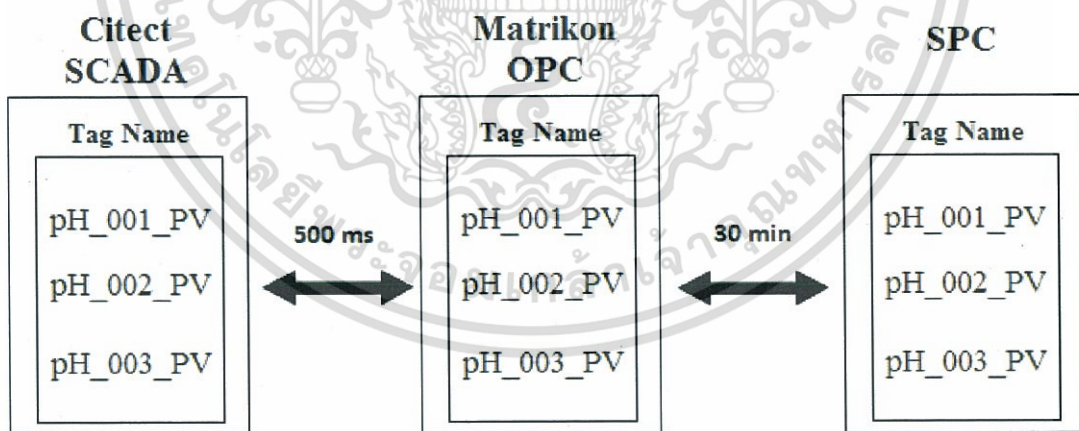 Citect
SCADA
Tag Name
pH_001_PV
pH_002_PV
pH_003_PV
500 ms
Matrikon
OPC
Tag Name
pH_001_PV
pH_002_PV
pH_003_PV
30 min
SPC
Tag Name
pH_001_PV
pH_002_PV
pH_003_PV